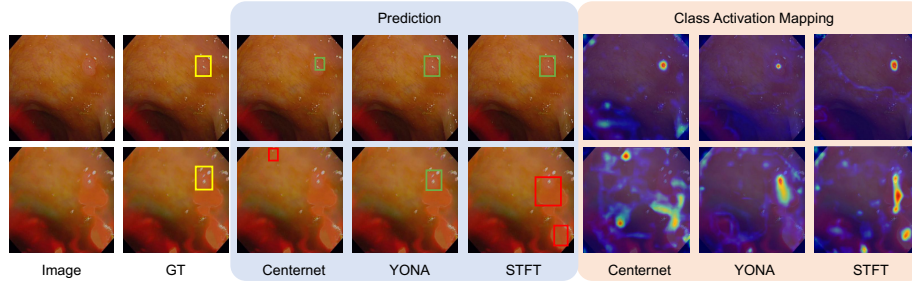 Prediction
Class Activation Mapping
Image
GT
Centernet
YONA
STFT
Centernet
YONA
STFT